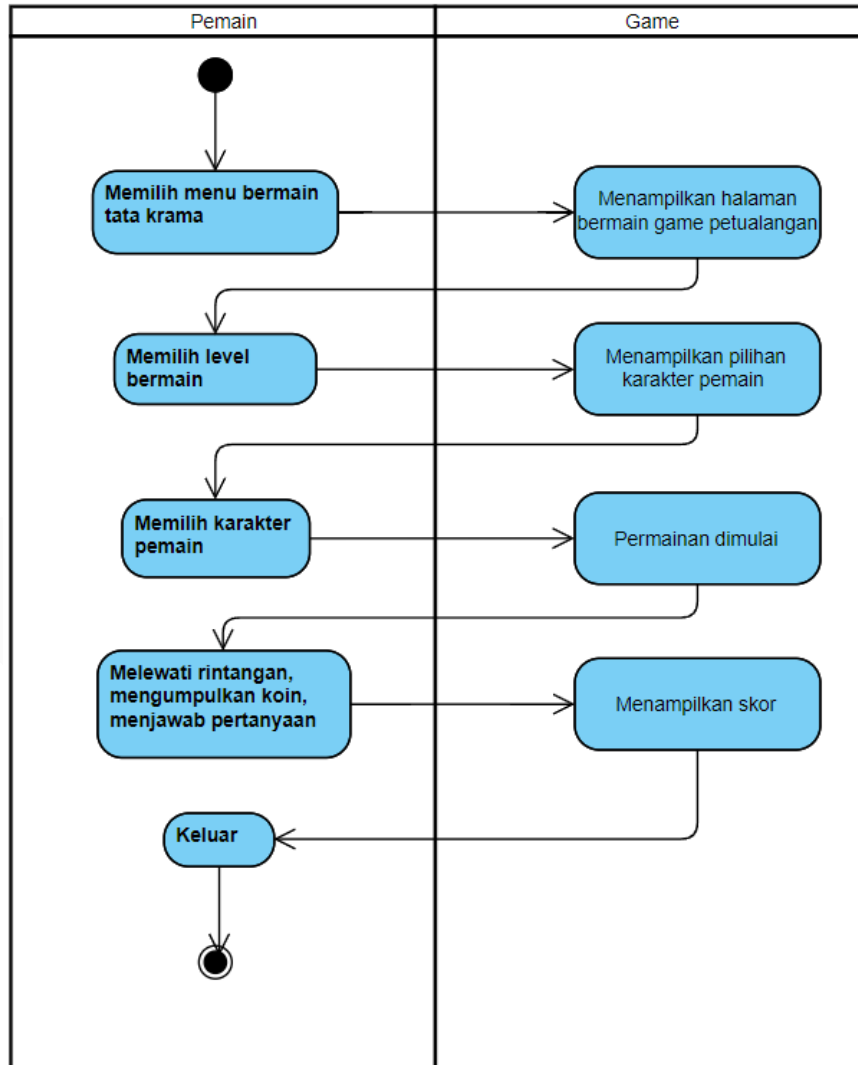 Pemain
Game
Memilih menu bermain
tata krama
Menampilkan halaman
bermain game petualangan
Memilih level
bermain
Menampilkan pilihan
karakter pemain
Memilih karakter
pemain
Permainan dimulai
Melewati rintangan,
mengumpulkan koin,
menjawab pertanyaan
Menampilkan skor
Keluar